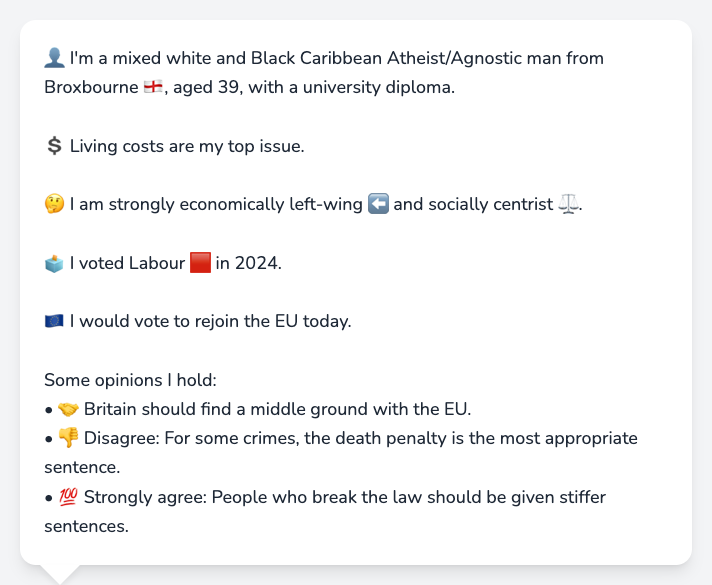 👤 I'm a mixed white and Black Caribbean Atheist/Agnostic man from
Broxbourne 🏴󠁧󠁢󠁥󠁮󠁧󠁿, aged 39, with a university diploma.
💲 Living costs are my top issue.
🤔 I am strongly economically left-wing ⬅️ and socially centrist ⚖️.
🗳️ I voted Labour 🟥 in 2024.
🇪🇺 I would vote to rejoin the EU today.
Some opinions I hold:
• 🤝 Britain should find a middle ground with the EU.
• 👎 Disagree: For some crimes, the death penalty is the most appropriate
sentence.
• 💯 Strongly agree: People who break the law should be given stiffer
sentences.